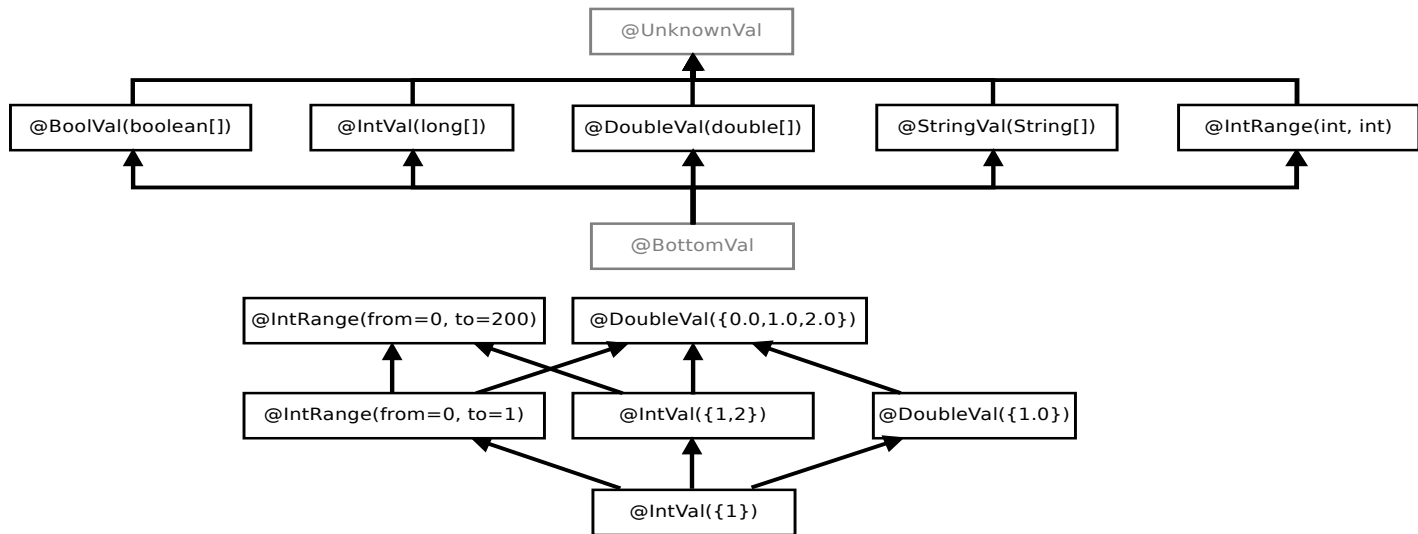 @UnknownVal
@BoolVal(boolean[])
@IntVal(long[])
@DoubleVal(double[])
@StringVal(String[])
@IntRange(int, int)
@BottomVal
@IntRange(from=0, to=200)
@DoubleVal({0.0,1.0,2.0})
@IntRange(from=0, to=1)
@IntVal({1,2})
@DoubleVal({1.0})
@IntVal({1})